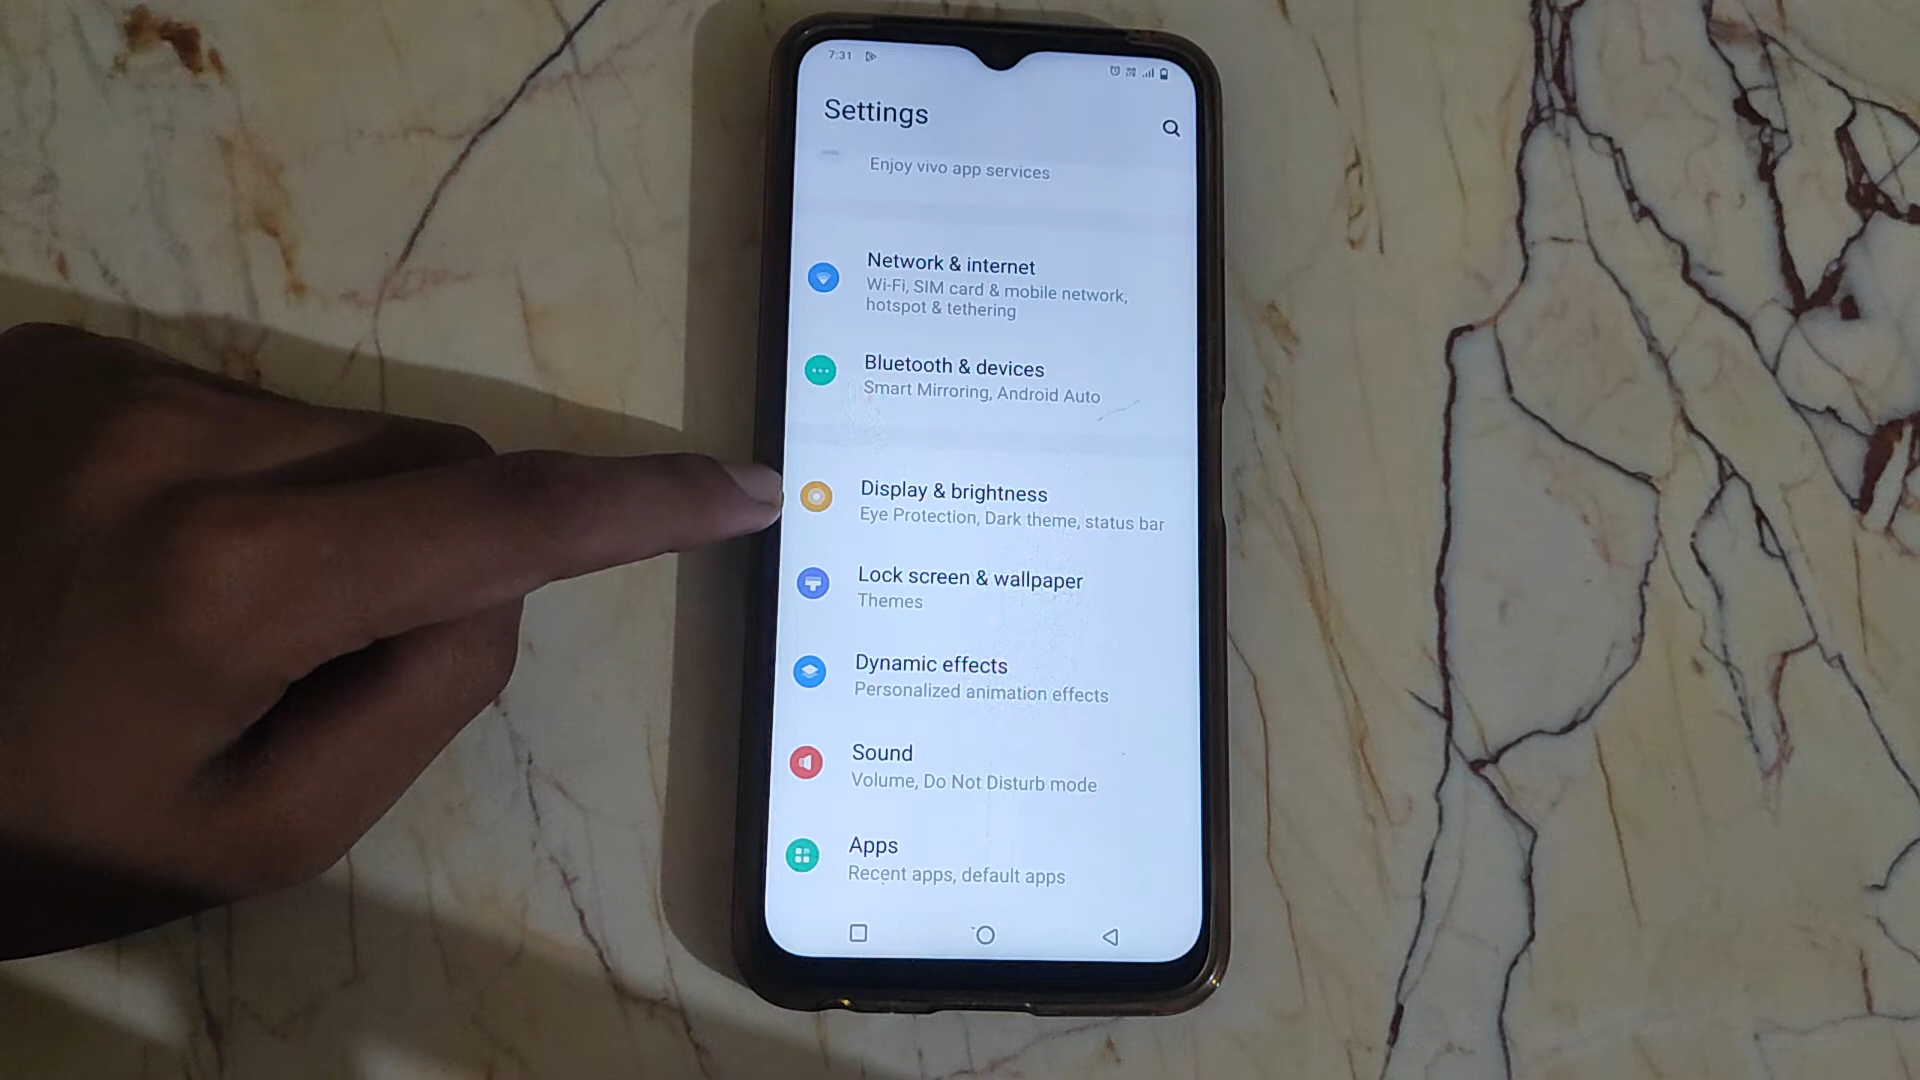 7:31
Settings
Enjoy vivo app services
Network & internet
Wi-Fi, SIM card & mobile network,
hotspot & tethering
Bluetooth & devices
Smart Mirroring, Android Auto
Display & brightness
Eye Protection, Dark theme, status bar
Lock screen & wallpaper
Themes
Dynamic effects
Personalized animation effects
Sound
Volume, Do Not Disturb mode
Apps
Recent apps, default apps